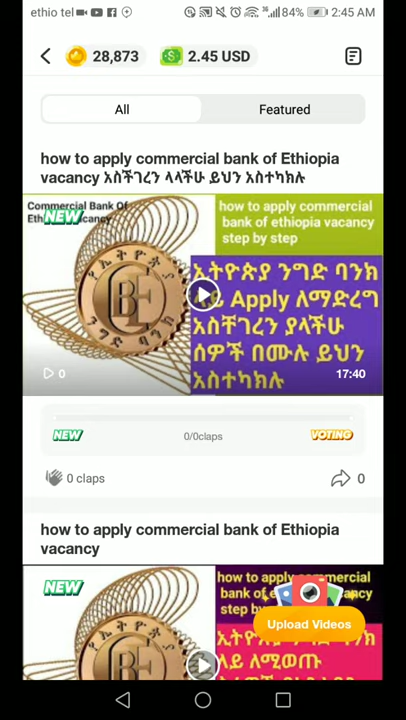 ethio tel
84%
2:45 AM
28,873
2.45 USD
All
Featured
how to apply commercial bank of Ethiopia
vacancy አስችገረን ላላችሁ ይህን አስተካክሉ
Commercial Bank Of
NEW
how to apply commercial
bank of ethiopia vacancy
step by step
ኢትዮጵያ ንግድ ባንክ
ላይ Apply ለማድረግ
አስቸገረን ያላችሁ
ሰዎች በሙሉ ይህን
አስተካክሉ
0
17:40
NEW
0/0claps
VOTING
0 claps
0
how to apply commercial bank of Ethiopia
vacancy
NEW
how to apply commercial
step by
Upload Videos
ላይ ለሚወጡ